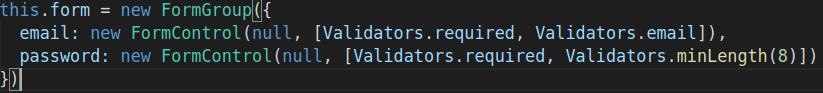 this.form = new FormGroup({
  email: new FormControl(null, [Validators.required, Validators.email]),
  password: new FormControl(null, [Validators.required, Validators.minLength(8)])
})